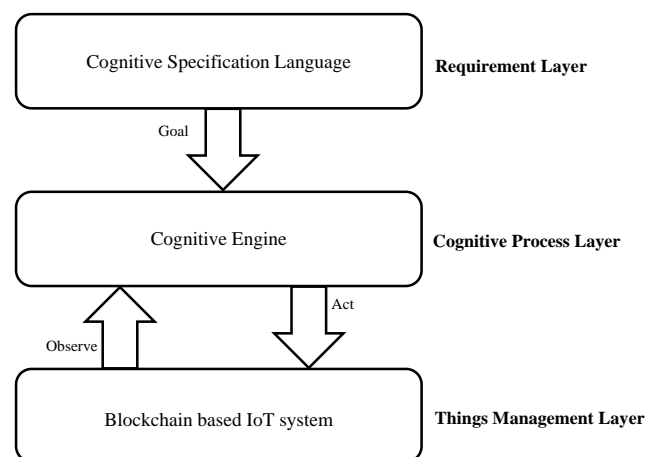 Cognitive Specification Language
Requirement Layer
Goal
Cognitive Engine
Cognitive Process Layer
Act
Observe
Blockchain based IoT system
Things Management Layer